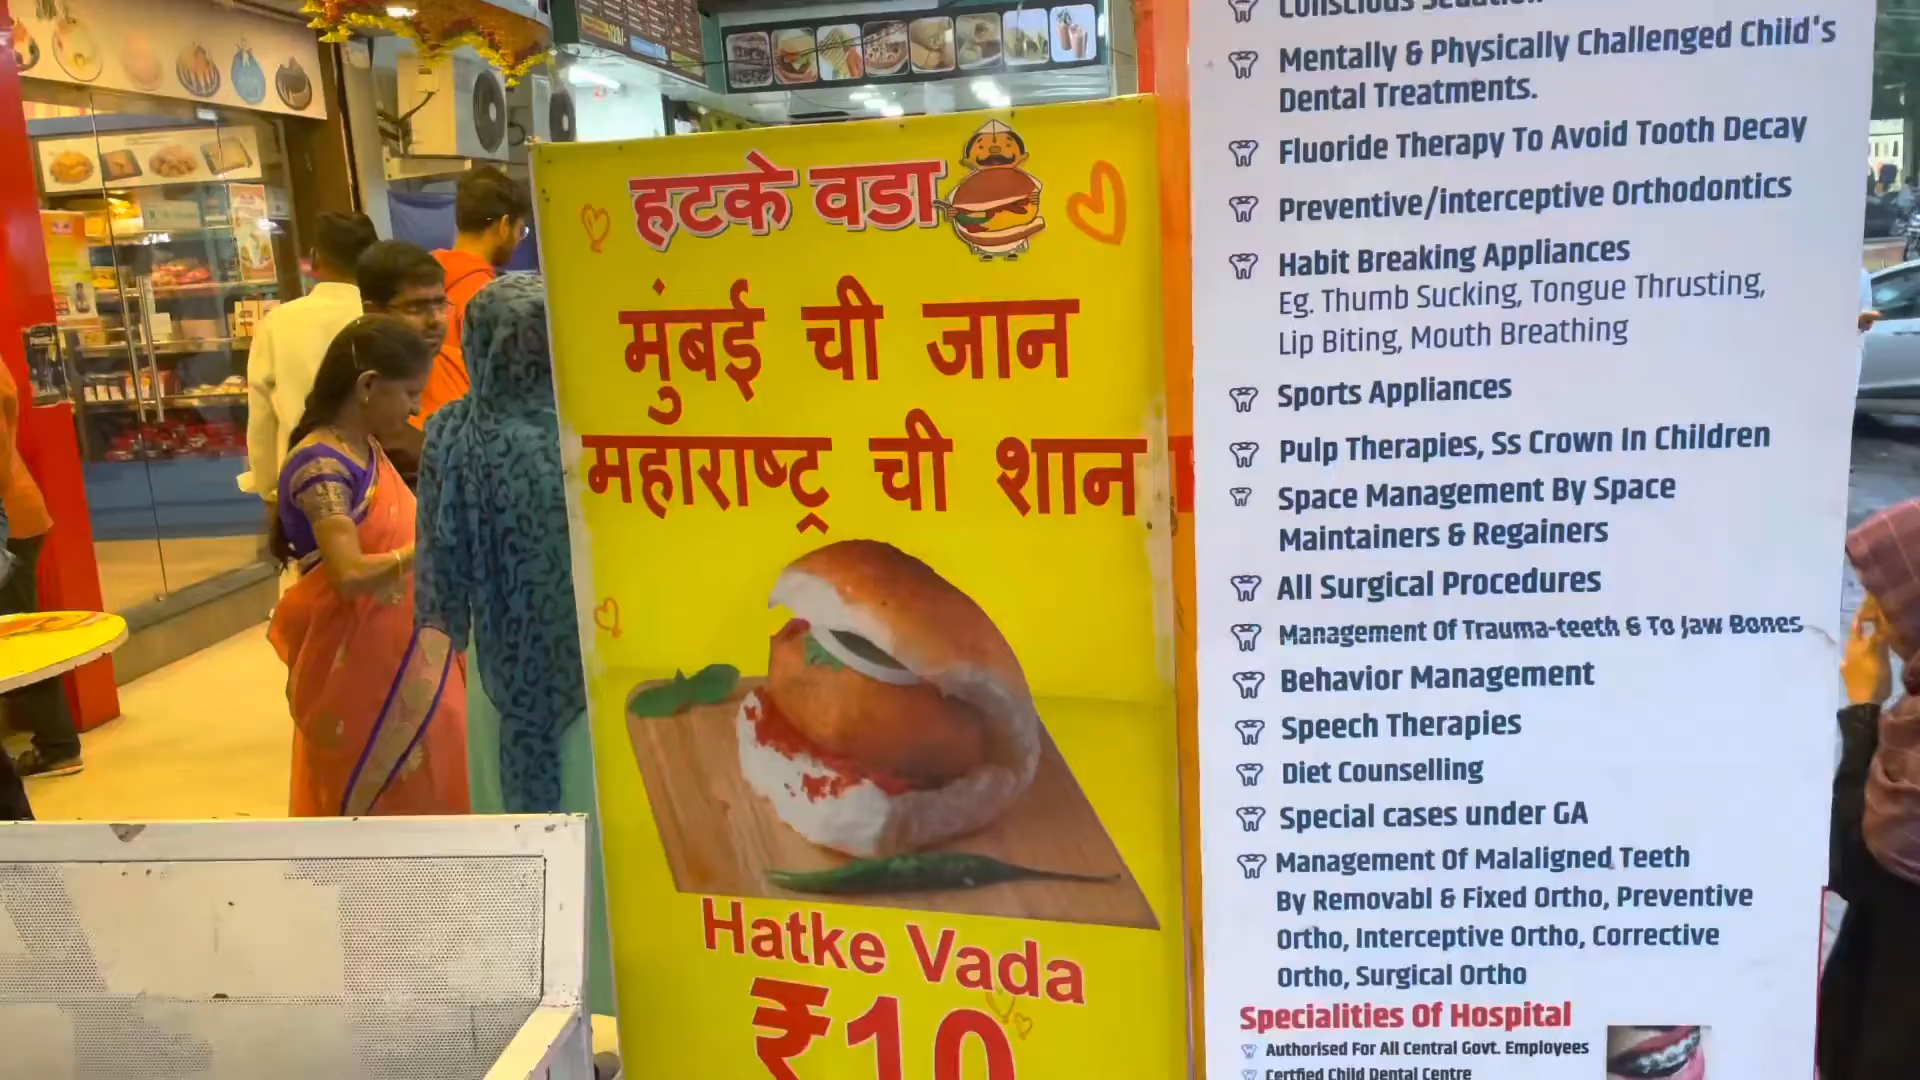 हटके वडा
मुंबई ची जान
महाराष्ट्र ची शान
Hatke Vada
₹10
Mentally & Physically Challenged Child's
Dental Treatments.
Fluoride Therapy To Avoid Tooth Decay
Preventive/interceptive Orthodontics
Habit Breaking Appliances
Eg. Thumb Sucking, Tongue Thrusting,
Lip Biting, Mouth Breathing
Sports Appliances
Pulp Therapies, Ss Crown In Children
Space Management By Space
Maintainers & Regainers
All Surgical Procedures
Management Of Trauma-teeth & To Jaw Bones
Behavior Management
Speech Therapies
Diet Counselling
Special cases under GA
Management Of Malaligned Teeth
By Removabl & Fixed Ortho, Preventive
Ortho, Interceptive Ortho, Corrective
Ortho, Surgical Ortho
Specialities Of Hospital
Authorised For All Central Govt. Employees
Certfied Child Dental Centre